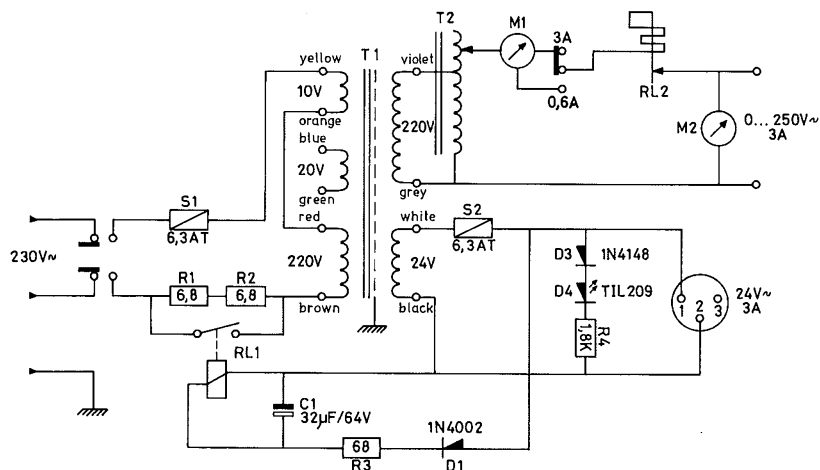 T2
M1
3A
yellow
T1
violet
10V
0,6A
RL2
orange
blue
220V
M2
0...250V~
3A
20V
green
grey
S1
red
white
S2
6,3AT
6,3AT
230V~
R1
R2
220V
24V
D3
1N4148
6,8
6,8
D4
TIL209
1
2
3
24V~
3A
brown
black
1,8K
R4
RL1
C1
32µF/64V
1N4002
68
R3
D1